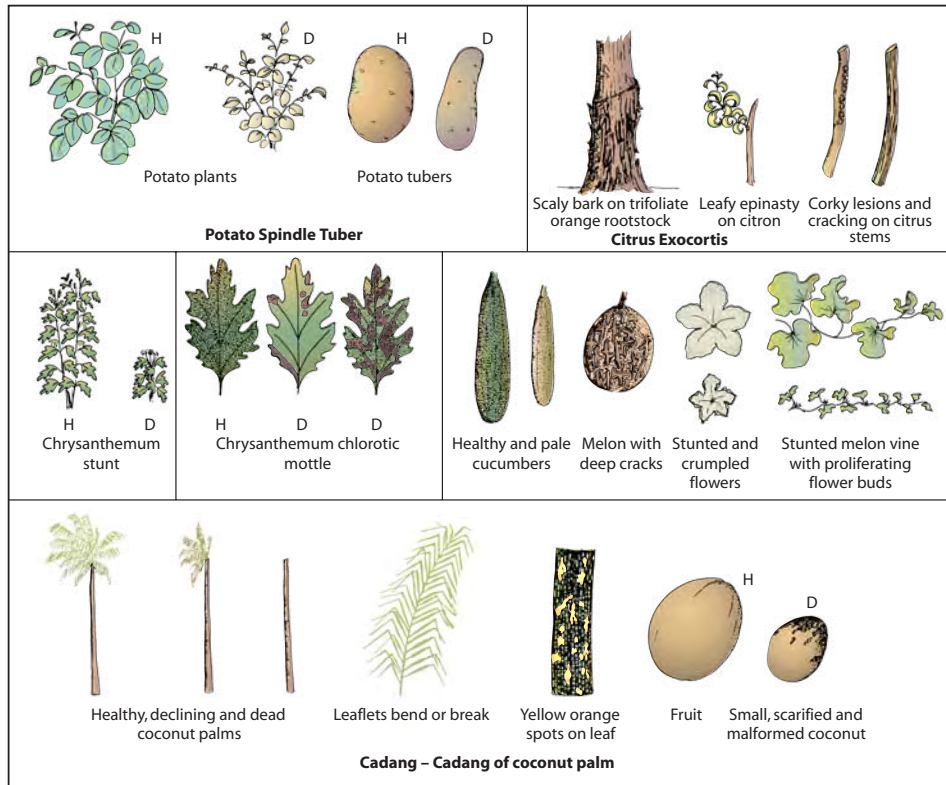 H
D
H
D
Potato plants
Potato tubers
Potato Spindle Tuber
Scaly bark on trifoliate
orange rootstock
Leafy epinasty
on citron
Corky lesions and
cracking on citrus
stems
Citrus Exocortis
H
D
Chrysanthemum
stunt
H
D
D
Chrysanthemum chlorotic
mottle
Healthy and pale
cucumbers
Melon with
deep cracks
Stunted and
crumpled
flowers
Stunted melon vine
with proliferating
flower buds
H
D
Healthy, declining and dead
coconut palms
Leaflets bend or break
Yellow orange
spots on leaf
Fruit
Small, scarified and
malformed coconut
Cadang – Cadang of coconut palm